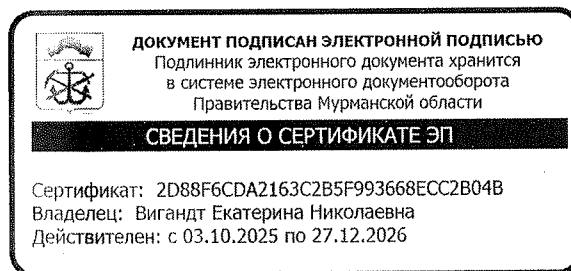 ДОКУМЕНТ ПОДПИСАН ЭЛЕКТРОННОЙ ПОДПИСЬЮ
Подлинник электронного документа хранится
в системе электронного документооборота
Правительства Мурманской области
СВЕДЕНИЯ О СЕРТИФИКАТЕ ЭП
Сертификат: 2D88F6CDA2163C2B5F993668ECC2B04B
Владелец: Вигандт Екатерина Николаевна
Действителен: с 03.10.2025 по 27.12.2026